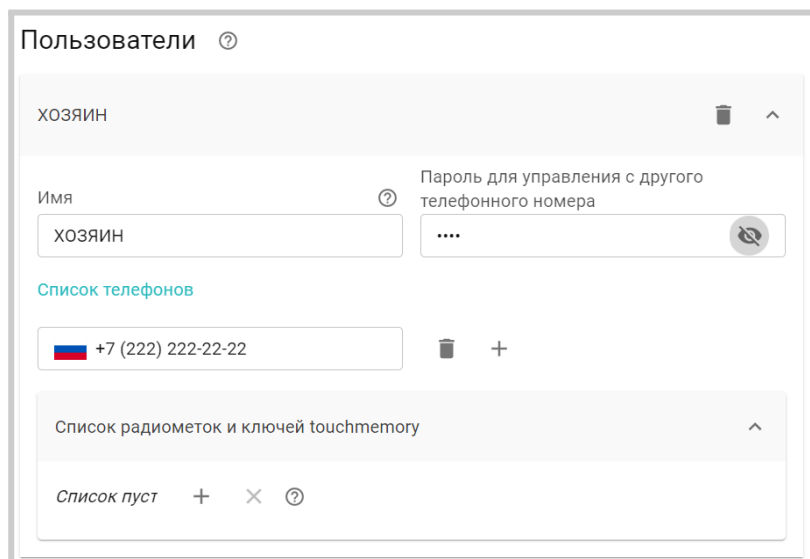 Пользователи
ХОЗЯИН
Имя
Пароль для управления с другого
телефонного номера
ХОЗЯИН
••••
Список телефонов
+7 (222) 222-22-22
Список радиометок и ключей touchmemory
Список пуст